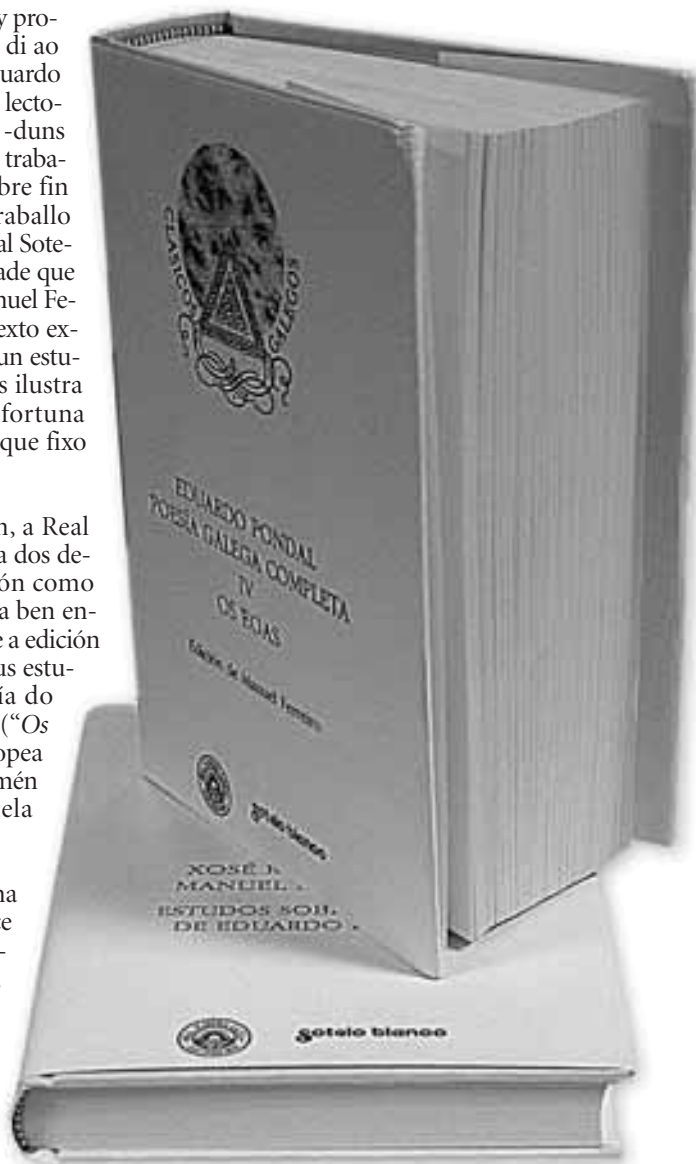 y pro-
di ao
uardo
lecto-
-duns
traba-
bre fin
raballo
al Sote-
ade que
nuel Fe-
exto ex-
un estu-
s ilustra
fortuna
que fixo
n, a Real
a dos de-
ón como
a ben en-
e a edición
us estu-
ía do
("Os
opea
mén
ela
na
ce
-
CLÁSICOS GALEGOS
EDUARDO PONDAL
POESÍA GALEGA COMPLETA
IV
OS EOAS
Edición de Manuel Ferreiro
sotelo blanco
XOSÉ
MANUEL
ESTUDOS
DE EDUARDO
sotelo blanco